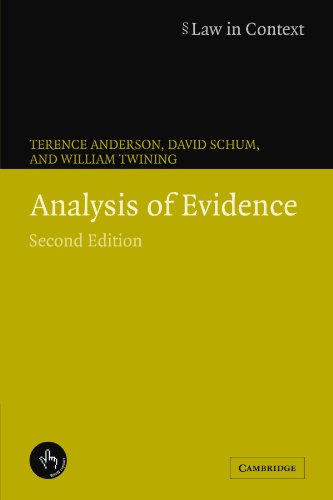 § Law in Context
TERENCE ANDERSON, DAVID SCHUM,
AND WILLIAM TWINING
Analysis of Evidence
Second Edition
CAMBRIDGE